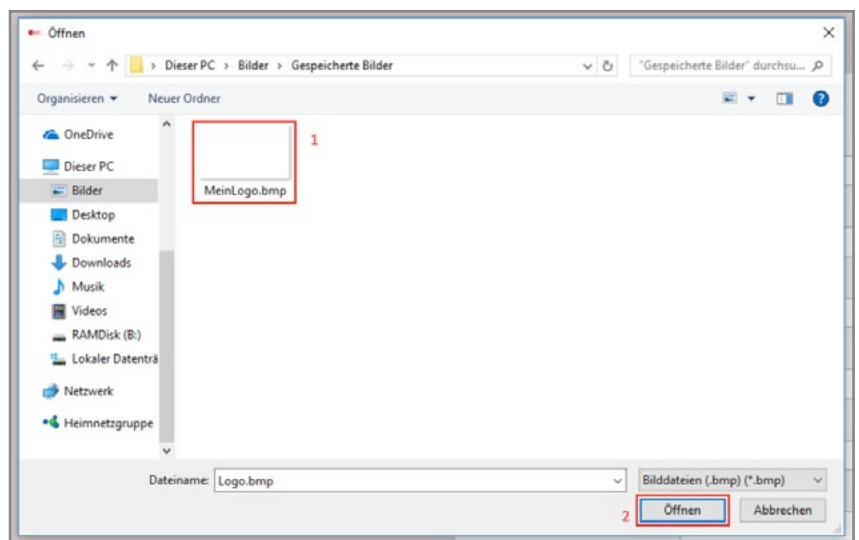 Öffnen
Dieser PC > Bilder > Gespeicherte Bilder
"Gespeicherte Bilder" durchsu...
Organisieren
Neuer Ordner
OneDrive
Dieser PC
Bilder
Desktop
Dokumente
Downloads
Musik
Videos
RAMDisk (B:)
Lokaler Datenträ
Netzwerk
Heimnetzgruppe
1
MeinLogo.bmp
Dateiname: Logo.bmp
Bilddateien (.bmp) (*.bmp)
2 Öffnen Abbrechen